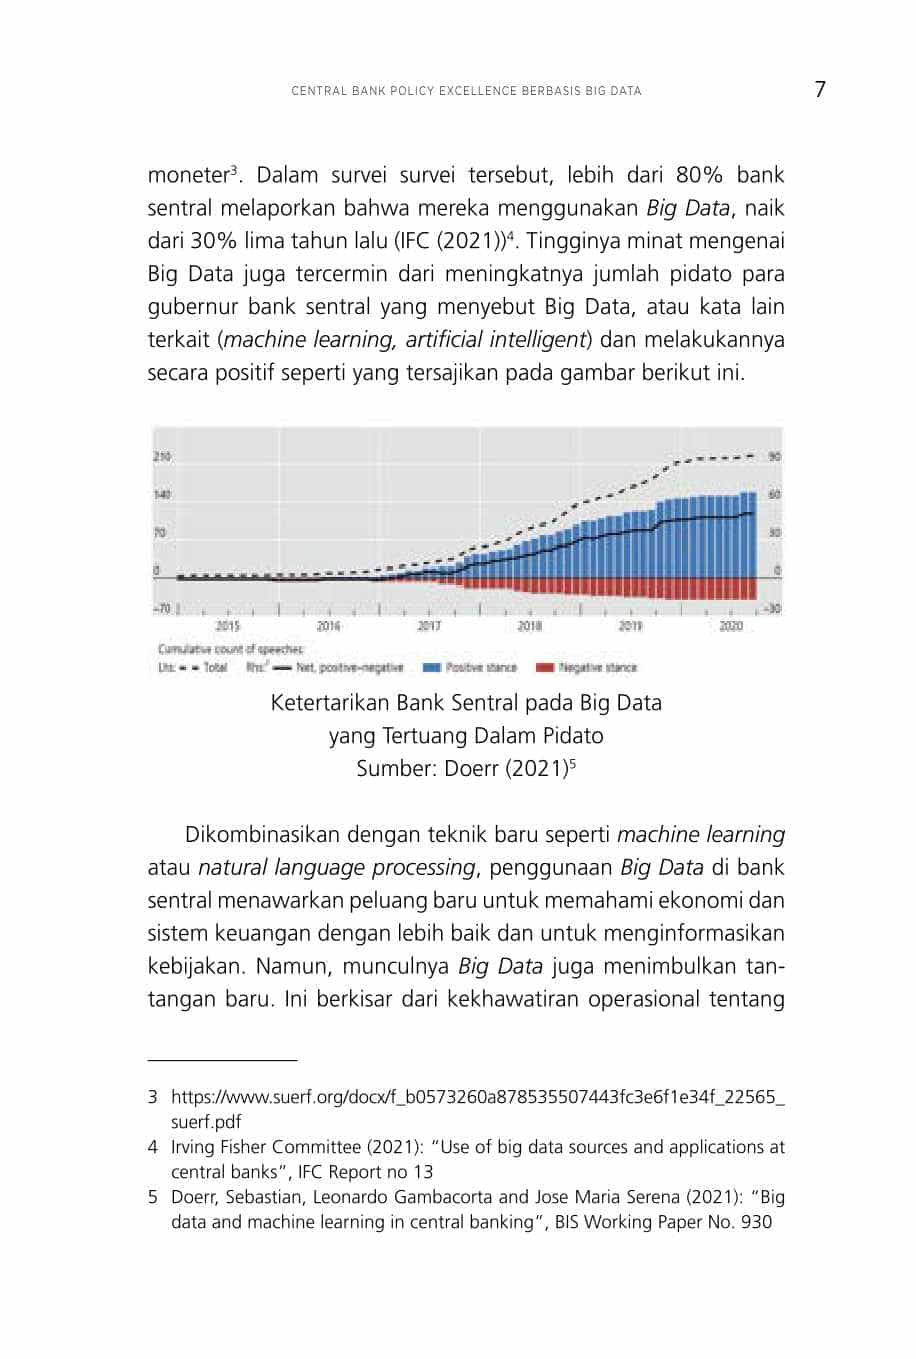 CENTRAL BANK POLICY EXCELLENCE BERBASIS BIG DATA 7
moneter³. Dalam survei survei tersebut, lebih dari 80% bank
sentral melaporkan bahwa mereka menggunakan Big Data, naik
dari 30% lima tahun lalu (IFC (2021))⁴. Tingginya minat mengenai
Big Data juga tercermin dari meningkatnya jumlah pidato para
gubernur bank sentral yang menyebut Big Data, atau kata lain
terkait (machine learning, artificial intelligent) dan melakukannya
secara positif seperti yang tersajikan pada gambar berikut ini.
210 90
140 60
70 30
0 0
–70 –30
2015 2016 2017 2018 2019 2020
Cumulative count of speeches:
Lhs: Total Rhs: Net, positive–negative Positive stance Negative stance
Ketertarikan Bank Sentral pada Big Data
yang Tertuang Dalam Pidato
Sumber: Doerr (2021)⁵
Dikombinasikan dengan teknik baru seperti machine learning
atau natural language processing, penggunaan Big Data di bank
sentral menawarkan peluang baru untuk memahami ekonomi dan
sistem keuangan dengan lebih baik dan untuk menginformasikan
kebijakan. Namun, munculnya Big Data juga menimbulkan tan-
tangan baru. Ini berkisar dari kekhawatiran operasional tentang
3 https://www.suerf.org/docx/f_b0573260a878535507443fc3e6f1e34f_22565_
suerf.pdf
4 Irving Fisher Committee (2021): “Use of big data sources and applications at
central banks”, IFC Report no 13
5 Doerr, Sebastian, Leonardo Gambacorta and Jose Maria Serena (2021): “Big
data and machine learning in central banking”, BIS Working Paper No. 930